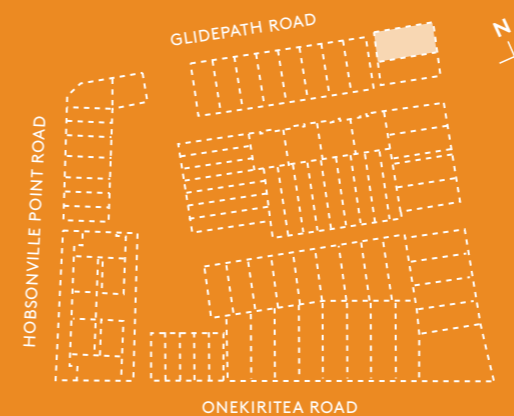 GLIDEPATH ROAD
N
HOBSONVILLE POINT ROAD
ONEKIRITEA ROAD